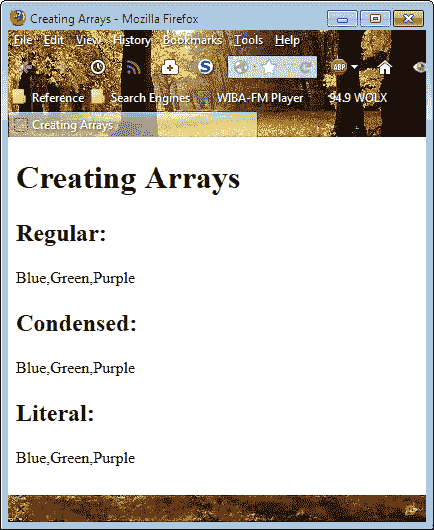 Creating Arrays - Mozilla Firefox
File Edit View History Bookmarks Tools Help
S ABP
Reference Search Engines WIBA-FM Player 94.9 WOLX
Creating Arrays
Creating Arrays
Regular:
Blue,Green,Purple
Condensed:
Blue,Green,Purple
Literal:
Blue,Green,Purple